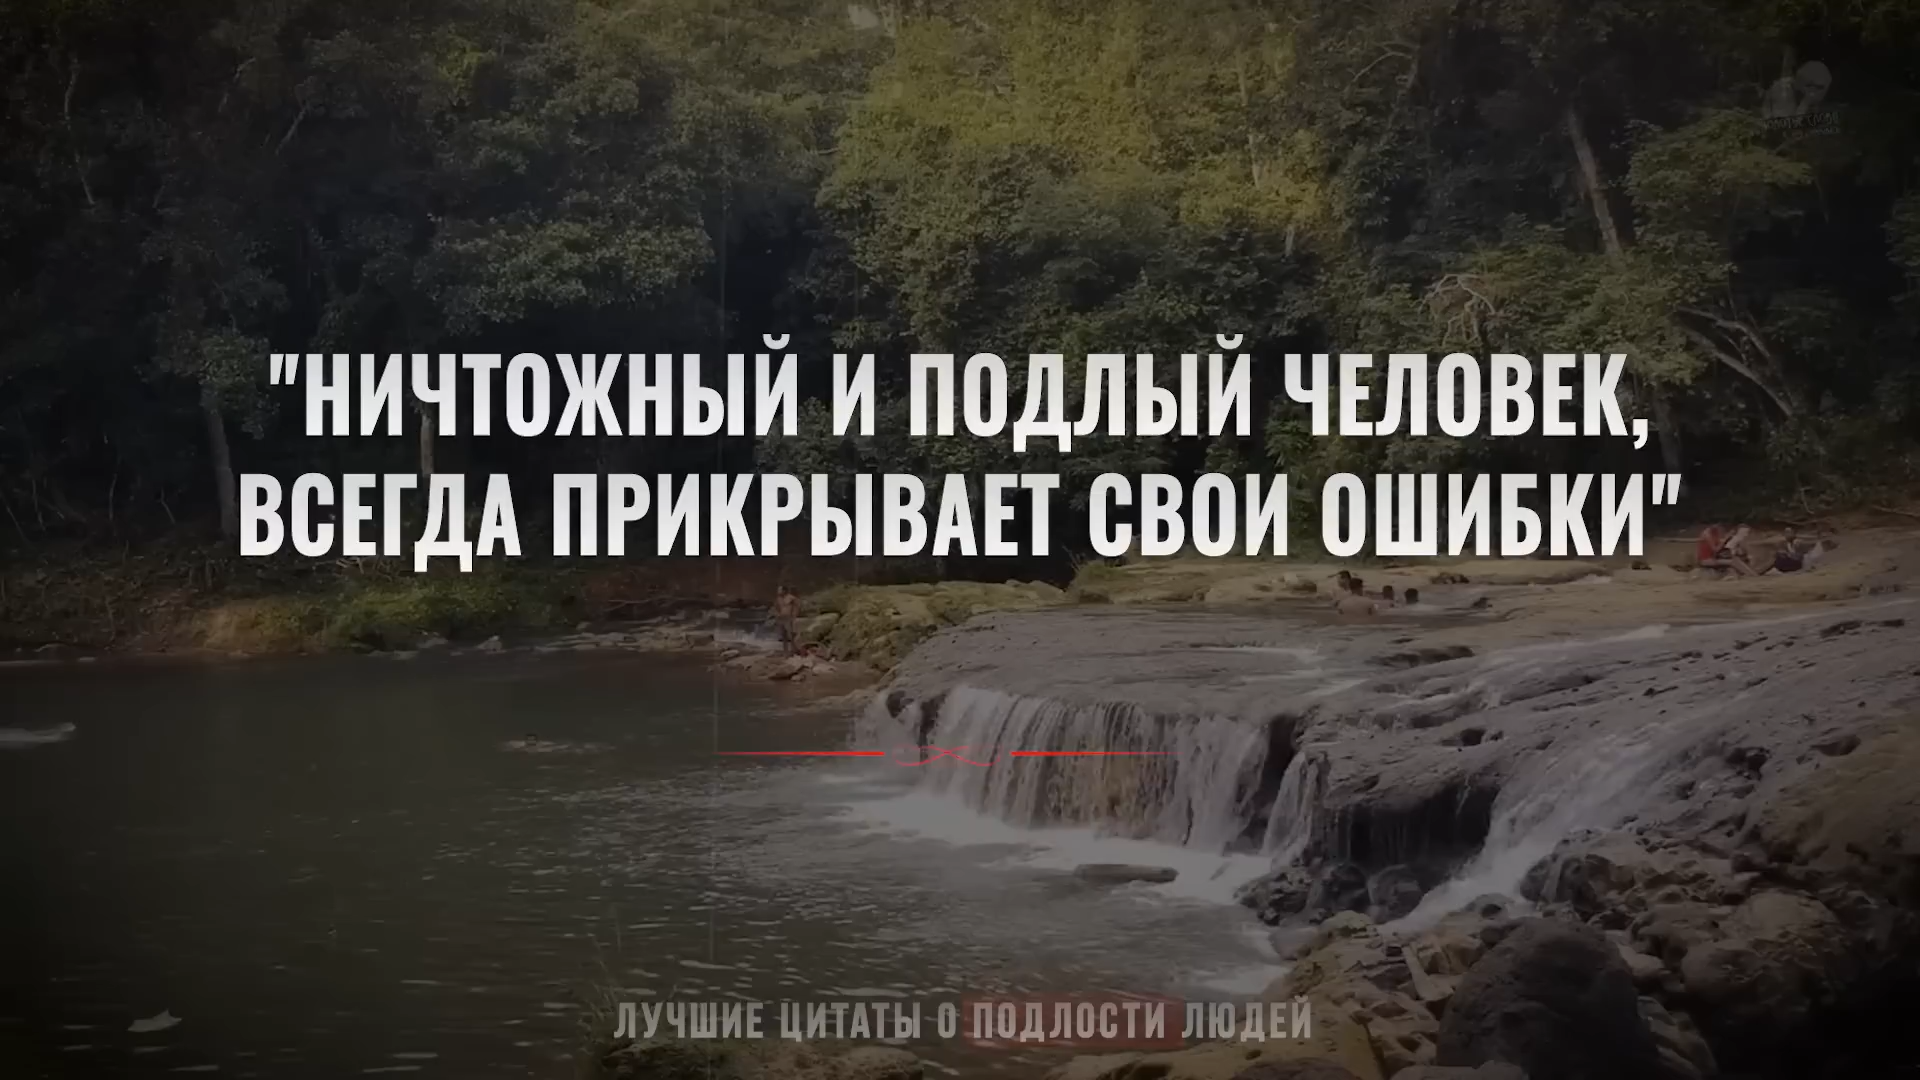 "НИЧТОЖНЫЙ И ПОДЛЫЙ ЧЕЛОВЕК,
ВСЕГДА ПРИКРЫВАЕТ СВОИ ОШИБКИ"
ЛУЧШИЕ ЦИТАТЫ О ПОДЛОСТИ ЛЮДЕЙ